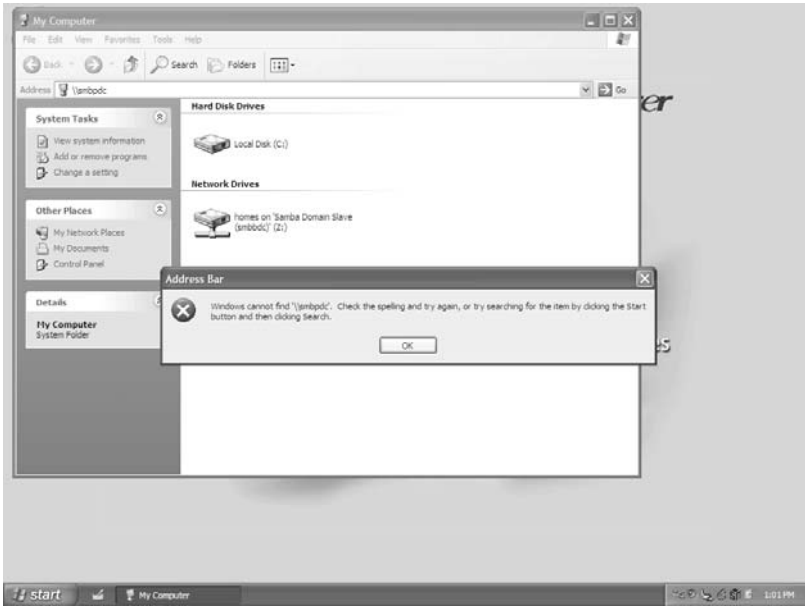 My Computer
File Edit View Favorites Tools Help
Back Search Folders
Address \\smbpdc Go
System Tasks
View system information
Add or remove programs
Change a setting
Other Places
My Network Places
My Documents
Control Panel
Details
My Computer
System Folder
Hard Disk Drives
Local Disk (C:)
Network Drives
homes on 'Samba Domain Slave
(smbbdc)' (Z:)
er
Address Bar
Windows cannot find '\\smbpdc'. Check the spelling and try again, or try searching for the item by clicking the Start
button and then clicking Search.
OK
es
start My Computer 1:01 PM